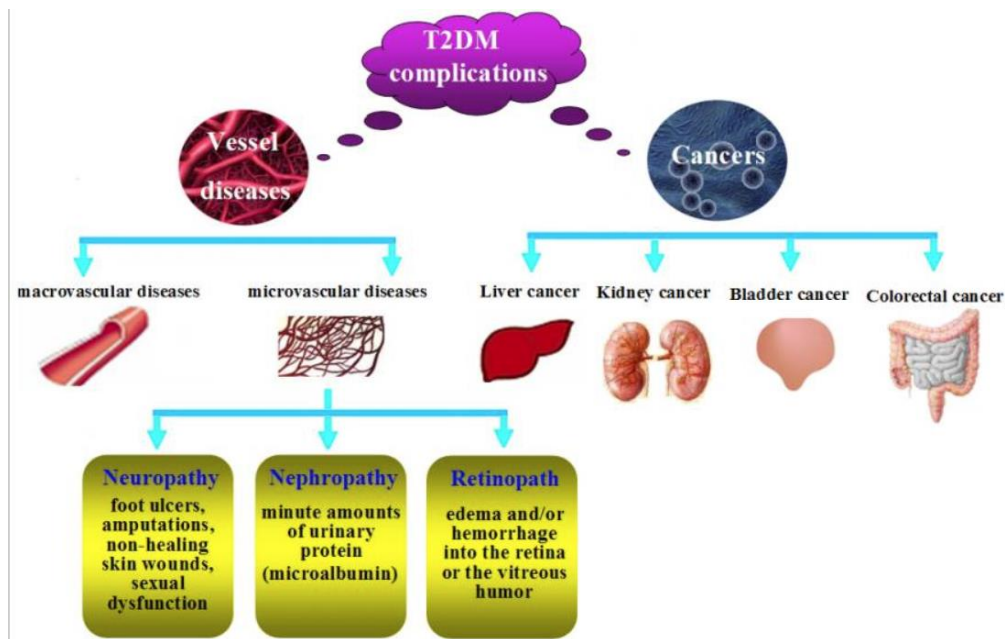 T2DM
complications
Vessel
diseases
Cancers
macrovascular diseases
microvascular diseases
Liver cancer
Kidney cancer
Bladder cancer
Colorectal cancer
Neuropathy
foot ulcers,
amputations,
non-healing
skin wounds,
sexual
dysfunction
Nephropathy
minute amounts
of urinary
protein
(microalbumin)
Retinopath
edema and/or
hemorrhage
into the retina
or the vitreous
humor